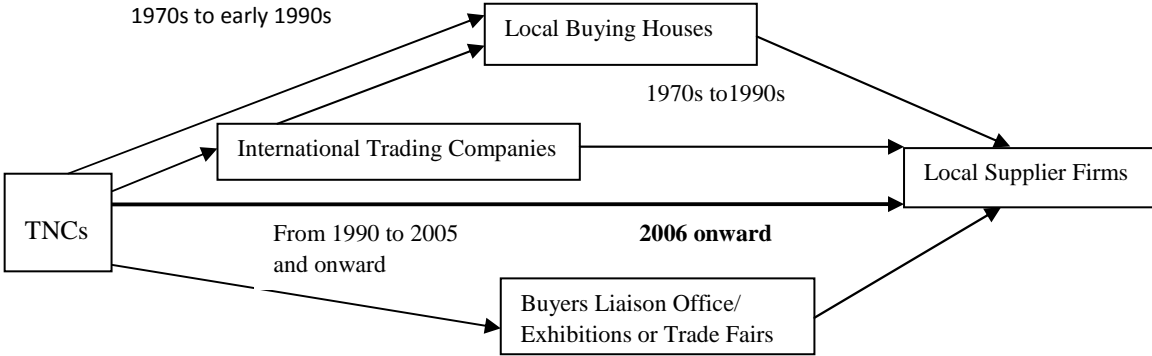 1970s to early 1990s
Local Buying Houses
1970s to1990s
International Trading Companies
Local Supplier Firms
TNCs
From 1990 to 2005
and onward
2006 onward
Buyers Liaison Office/
Exhibitions or Trade Fairs